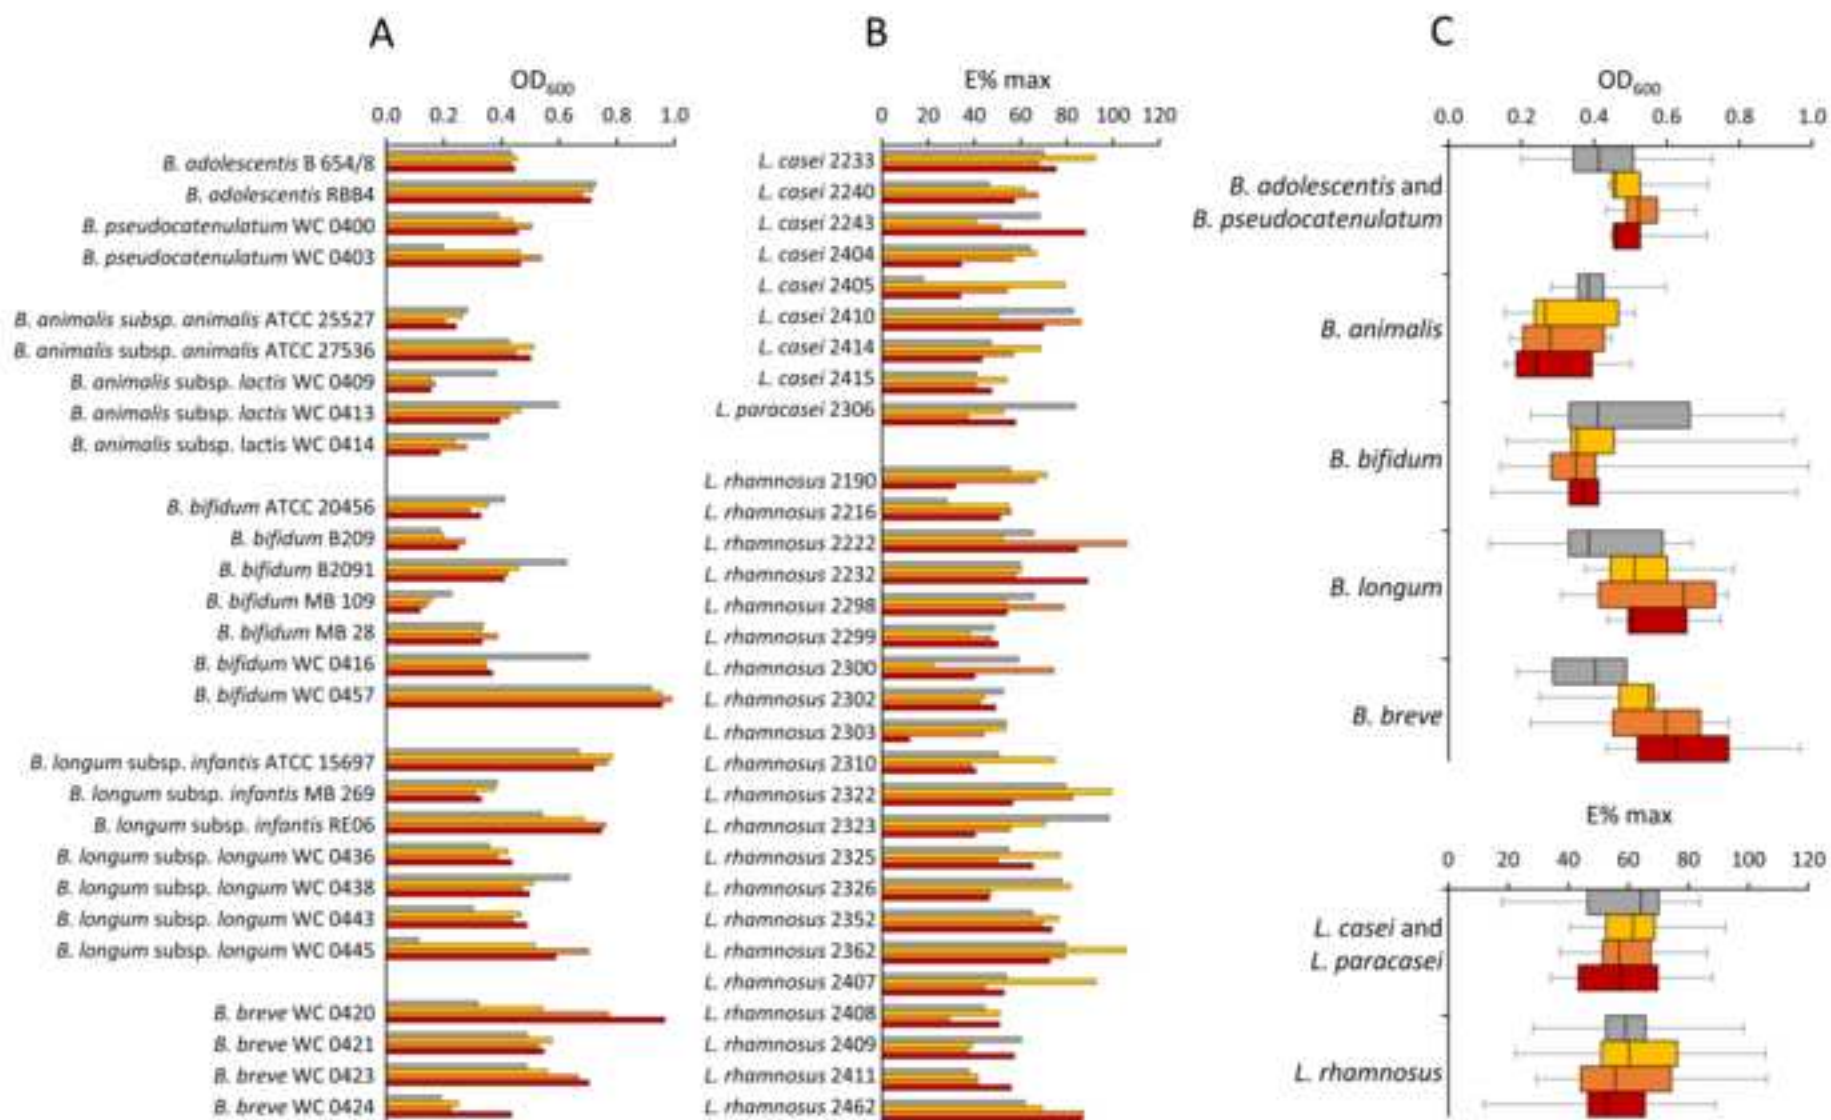 A
OD600
0.0 0.2 0.4 0.6 0.8 1.0
B. adolescentis B 654/8
B. adolescentis RBB4
B. pseudocatenulatum WC 0400
B. pseudocatenulatum WC 0403
B. animalis subsp. animalis ATCC 25527
B. animalis subsp. animalis ATCC 27536
B. animalis subsp. lactis WC 0409
B. animalis subsp. lactis WC 0413
B. animalis subsp. lactis WC 0414
B. bifidum ATCC 20456
B. bifidum B209
B. bifidum B2091
B. bifidum MB 109
B. bifidum MB 28
B. bifidum WC 0416
B. bifidum WC 0457
B. longum subsp. infantis ATCC 15697
B. longum subsp. infantis MB 269
B. longum subsp. infantis RE06
B. longum subsp. longum WC 0436
B. longum subsp. longum WC 0438
B. longum subsp. longum WC 0443
B. longum subsp. longum WC 0445
B. breve WC 0420
B. breve WC 0421
B. breve WC 0423
B. breve WC 0424
B
E% max
0 20 40 60 80 100 120
L. casei 2233
L. casei 2240
L. casei 2243
L. casei 2404
L. casei 2405
L. casei 2410
L. casei 2414
L. casei 2415
L. paracasei 2306
L. rhamnosus 2190
L. rhamnosus 2216
L. rhamnosus 2222
L. rhamnosus 2232
L. rhamnosus 2298
L. rhamnosus 2299
L. rhamnosus 2300
L. rhamnosus 2302
L. rhamnosus 2303
L. rhamnosus 2310
L. rhamnosus 2322
L. rhamnosus 2323
L. rhamnosus 2325
L. rhamnosus 2326
L. rhamnosus 2352
L. rhamnosus 2362
L. rhamnosus 2407
L. rhamnosus 2408
L. rhamnosus 2409
L. rhamnosus 2411
L. rhamnosus 2462
C
OD600
0.0 0.2 0.4 0.6 0.8 1.0
B. adolescentis and
B. pseudocatenulatum
B. animalis
B. bifidum
B. longum
B. breve
E% max
0 20 40 60 80 100 120
L. casei and
L. paracasei
L. rhamnosus